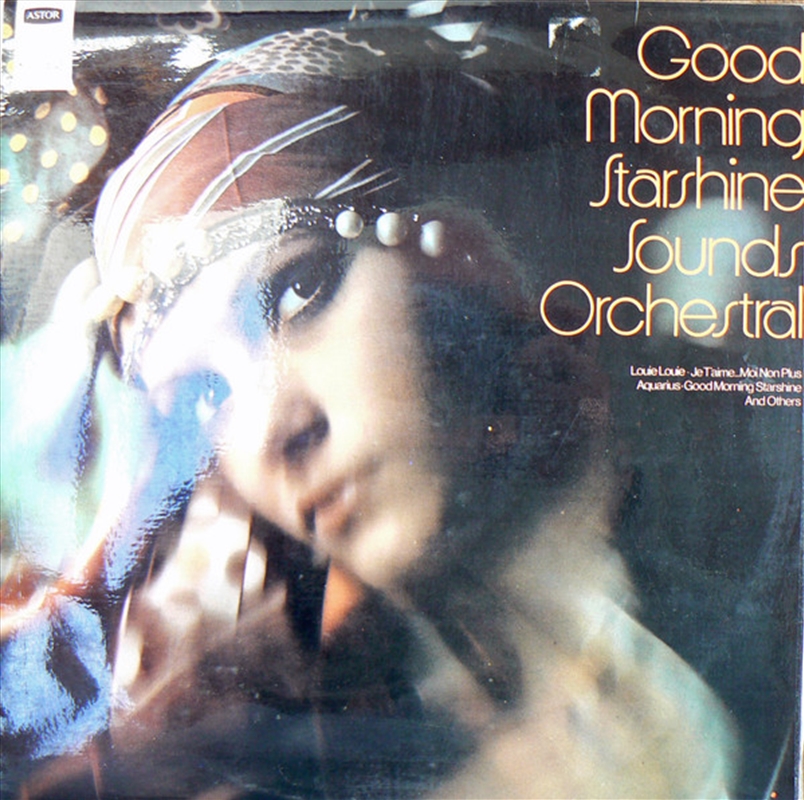 ASTOR
Good
Morning
Starshine
Sounds
Orchestral
Louie Louie · Je T'aime...Moi Non Plus
Aquarius · Good Morning Starshine
And Others